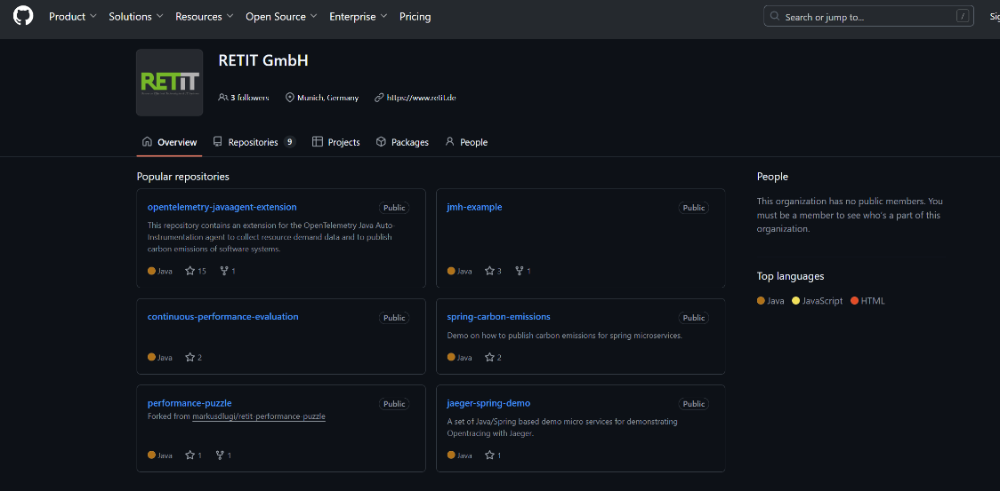 Product Solutions Resources Open Source Enterprise Pricing Search or jump to... / Sig
RETIT
RETIT GmbH
3 followers Munich, Germany https://www.retit.de
Overview Repositories 9 Projects Packages People
Popular repositories
opentelemetry-javaagent-extension Public
This repository contains an extension for the OpenTelemetry Java Auto-
Instrumentation agent to collect resource demand data and to publish
carbon emissions of software systems.
Java 15 1
jmh-example Public
Java 3 1
continuous-performance-evaluation Public
Java 2
spring-carbon-emissions Public
Demo on how to publish carbon emissions for spring microservices.
Java 2
performance-puzzle Public
Forked from markusdlugi/retit-performance-puzzle
Java 1 1
jaeger-spring-demo Public
A set of Java/Spring based demo micro services for demonstrating
Opentracing with Jaeger.
Java 1
People
This organization has no public members. You
must be a member to see who's a part of this
organization.
Top languages
Java JavaScript HTML